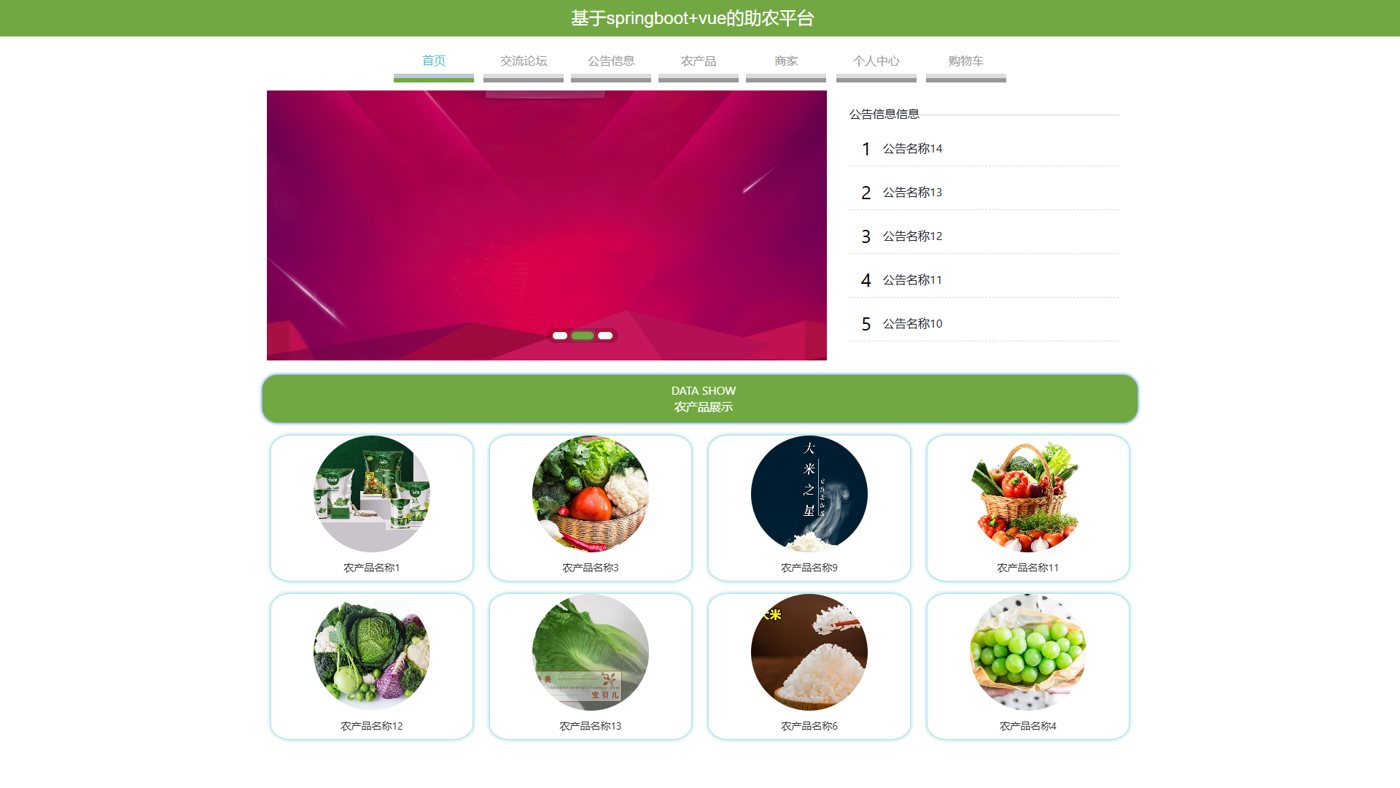 基于springboot+vue的助农平台
首页 交流论坛 公告信息 农产品 商家 个人中心 购物车
公告信息信息
1 公告名称14
2 公告名称13
3 公告名称12
4 公告名称11
5 公告名称10
DATA SHOW
农产品展示
大米之星
农产品名称1 农产品名称3 农产品名称9 农产品名称11
大米
宝贝儿
农产品名称12 农产品名称13 农产品名称6 农产品名称4